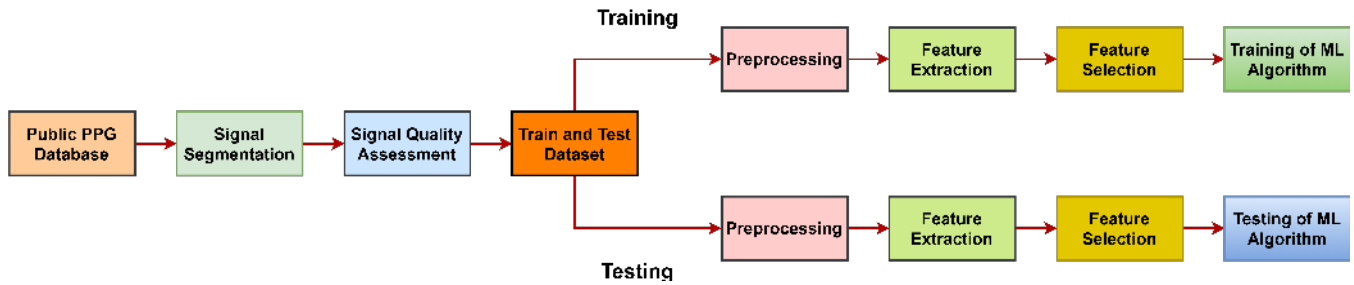 Training
Preprocessing
Feature
Extraction
Feature
Selection
Training of ML
Algorithm
Public PPG
Database
Signal
Segmentation
Signal Quality
Assessment
Train and Test
Dataset
Preprocessing
Feature
Extraction
Feature
Selection
Testing of ML
Algorithm
Testing